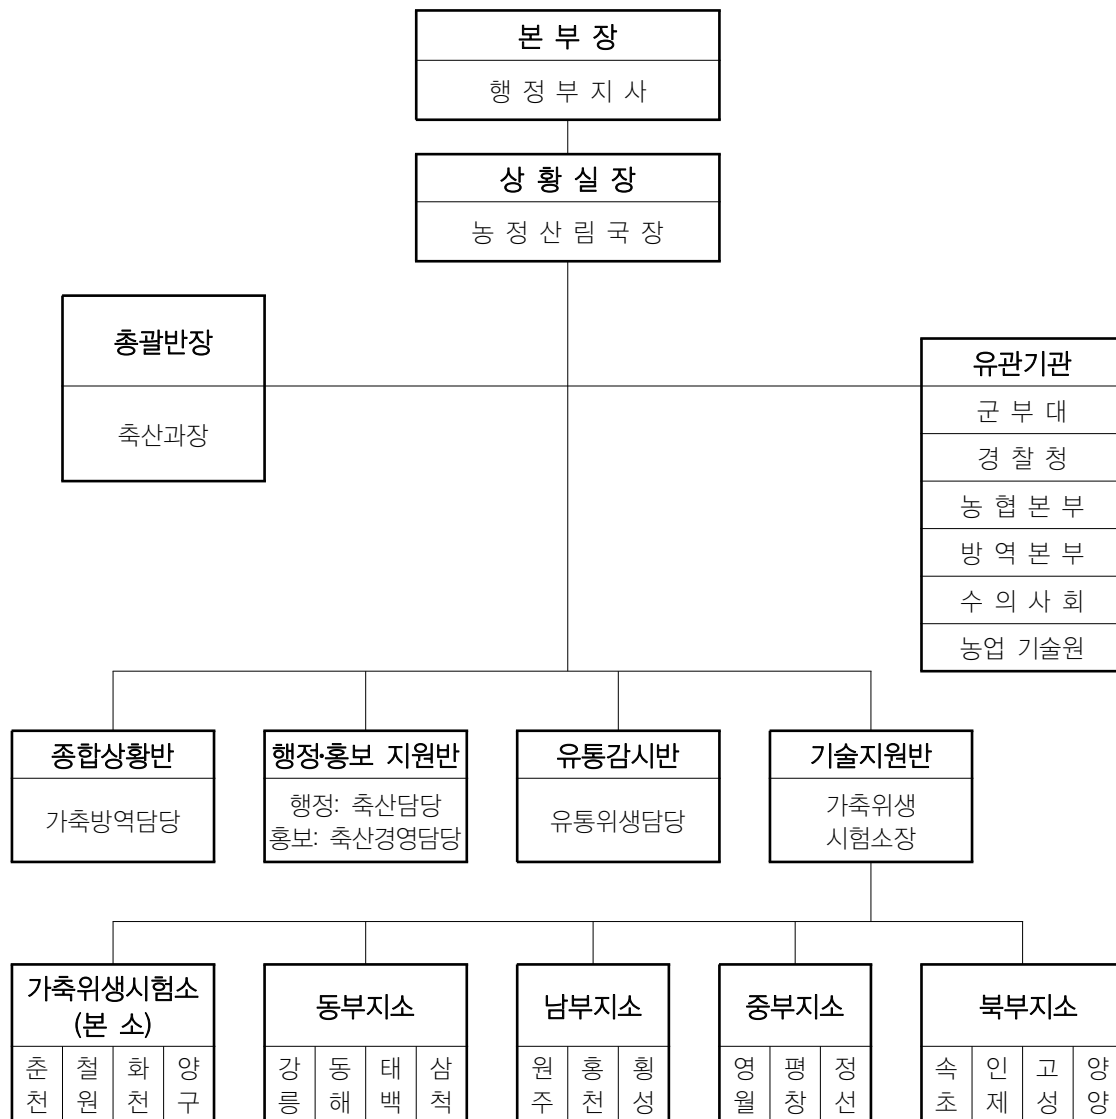 본 부 장
행 정 부 지 사
상 황 실 장
농 정 산 림 국 장
총괄반장
축산과장
유관기관
군 부 대
경 찰 청
농 협 본 부
방 역 본 부
수 의 사 회
농업 기술원
종합상황반
가축방역담당
행정·홍보 지원반
행정: 축산담당
홍보: 축산경영담당
유통감시반
유통위생담당
기술지원반
가축위생
시험소장
가축위생시험소
(본 소)
춘천
철원
화천
양구
동부지소
강릉
동해
태백
삼척
남부지소
원주
홍천
횡성
중부지소
영월
평창
정선
북부지소
속초
인제
고성
양양